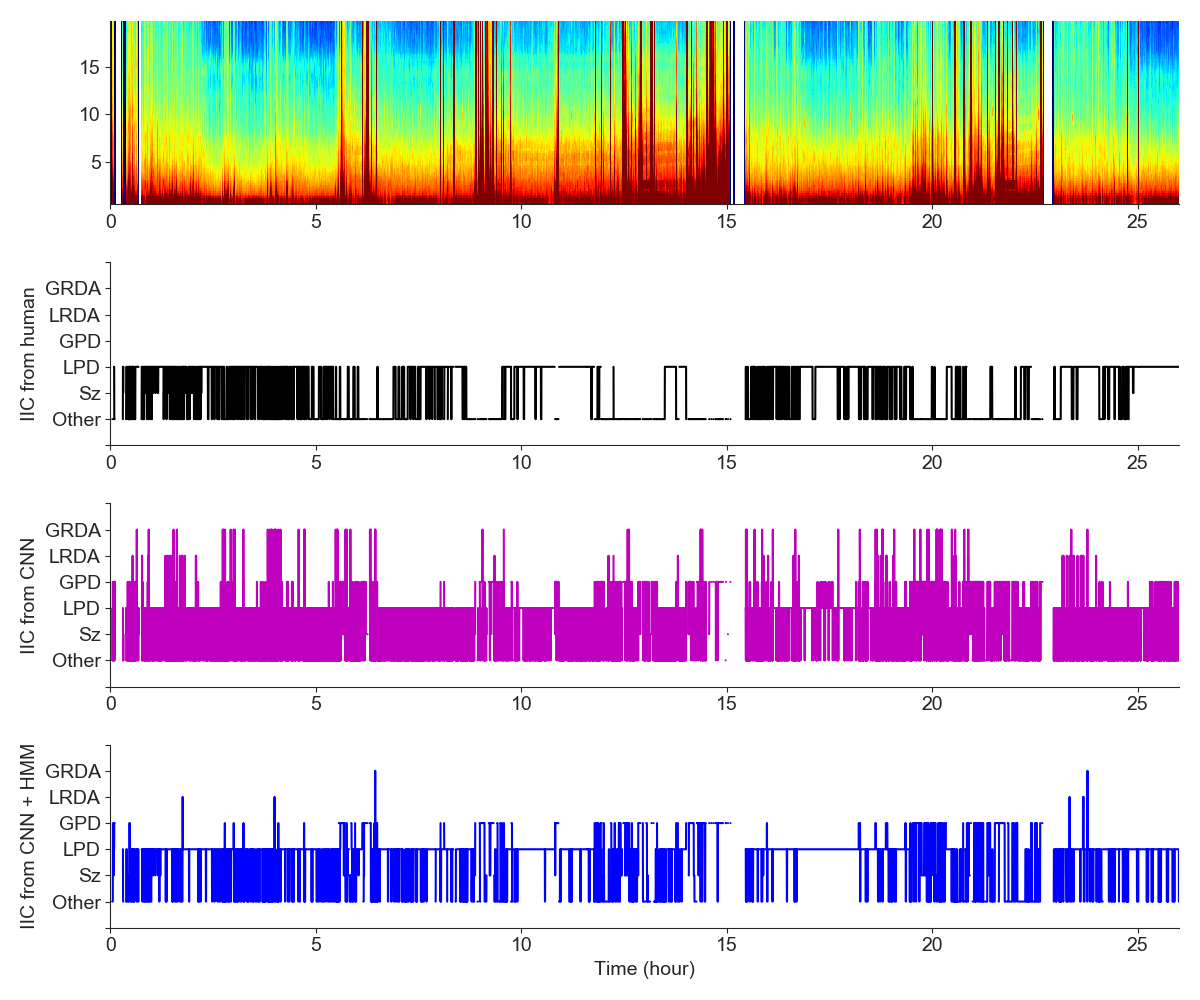 15
10
5
0 5 10 15 20 25
IIC from human
GRDA
LRDA
GPD
LPD
Sz
Other
0 5 10 15 20 25
IIC from CNN
GRDA
LRDA
GPD
LPD
Sz
Other
0 5 10 15 20 25
IIC from CNN + HMM
GRDA
LRDA
GPD
LPD
Sz
Other
0 5 10 15 20 25
Time (hour)